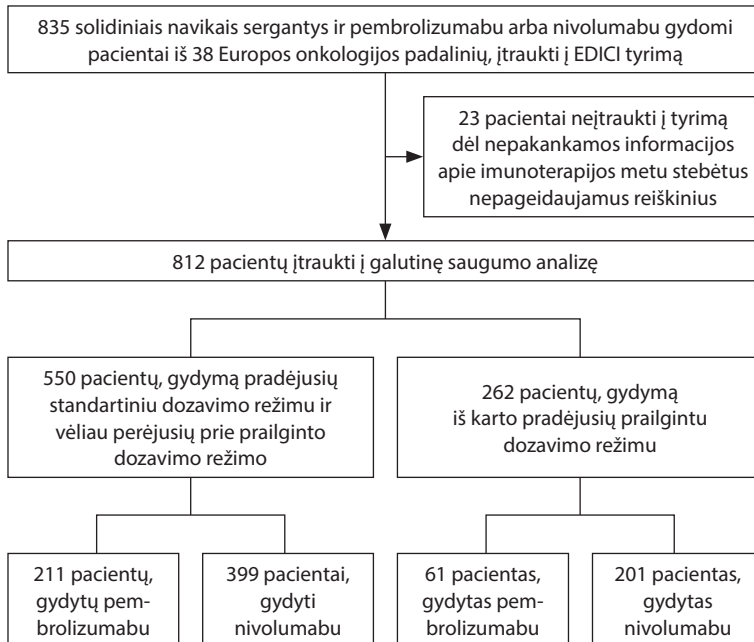 835 solidiniais navikais sergantys ir pembrolizumabu arba nivolumabu gydomi
pacientai iš 38 Europos onkologijos padalinių, įtraukti į EDICI tyrimą
23 pacientai neįtraukti į tyrimą
dėl nepakankamos informacijos
apie imunoterapijos metu stebėtus
nepageidaujamus reiškinius
812 pacientų įtraukti į galutinę saugumo analizę
550 pacientų, gydymą pradėjusių
standartiniu dozavimo režimu ir
vėliau perėjusių prie prailginto
dozavimo režimo
262 pacientų, gydymą
iš karto pradėjusių prailgintu
dozavimo režimu
211 pacientų,
gydytų pem-
brolizumabu
399 pacientai,
gydyti
nivolumabu
61 pacientas,
gydytas pem-
brolizumabu
201 pacientas,
gydytas
nivolumabu